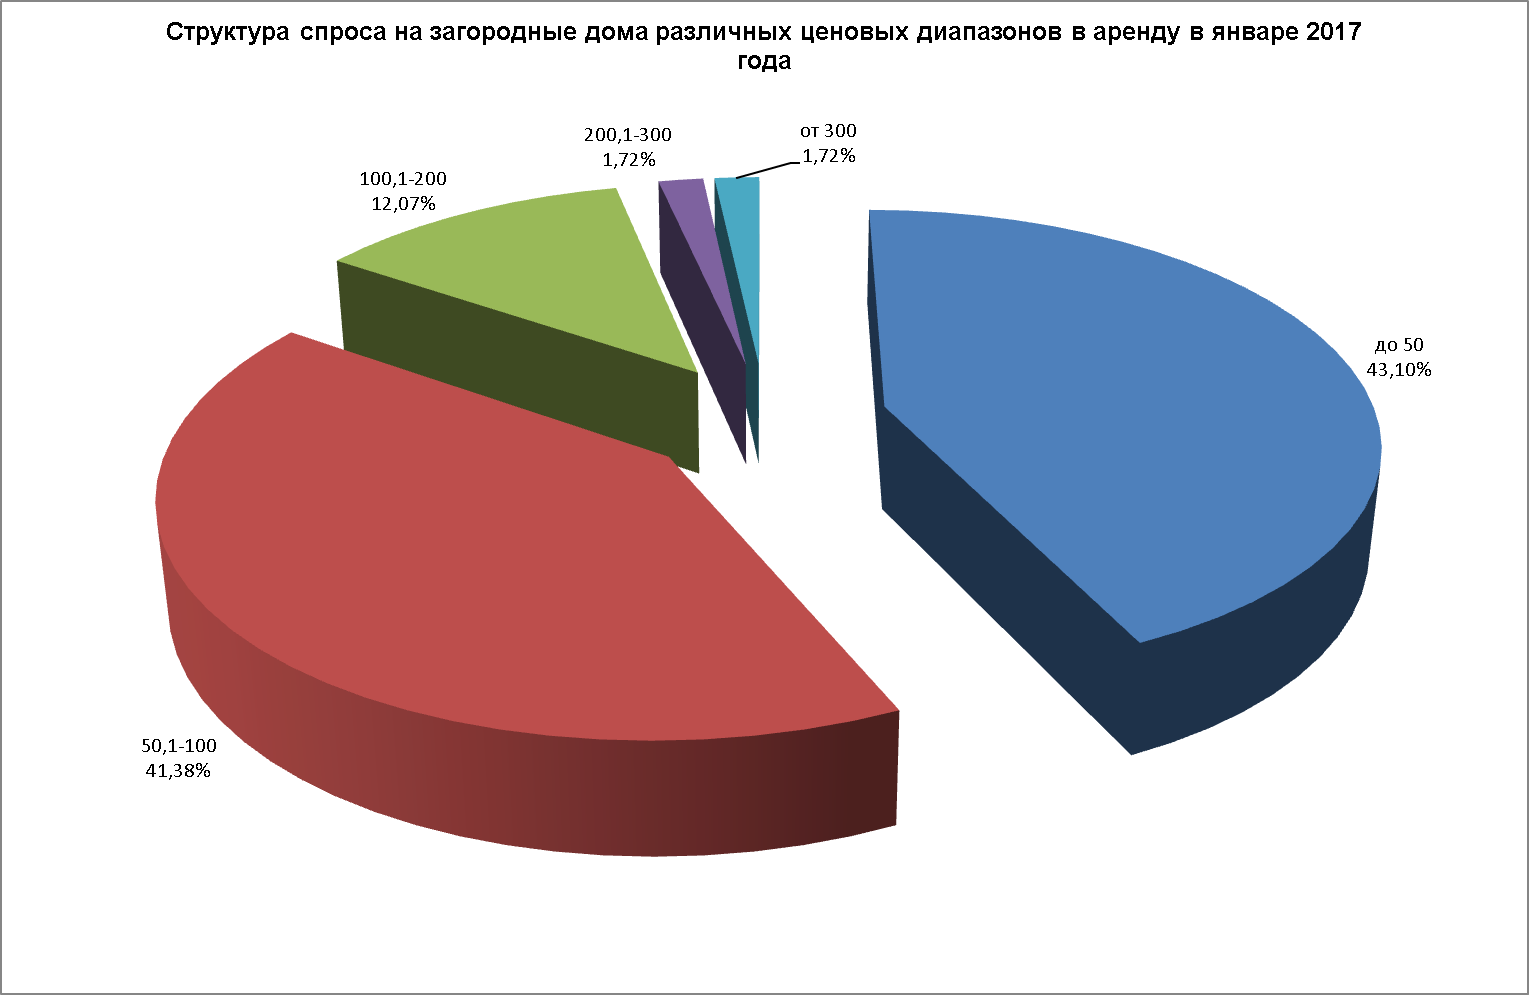 Структура спроса на загородные дома различных ценовых диапазонов в аренду в январе 2017
года
200,1-300
1,72%
от 300
1,72%
100,1-200
12,07%
до 50
43,10%
50,1-100
41,38%